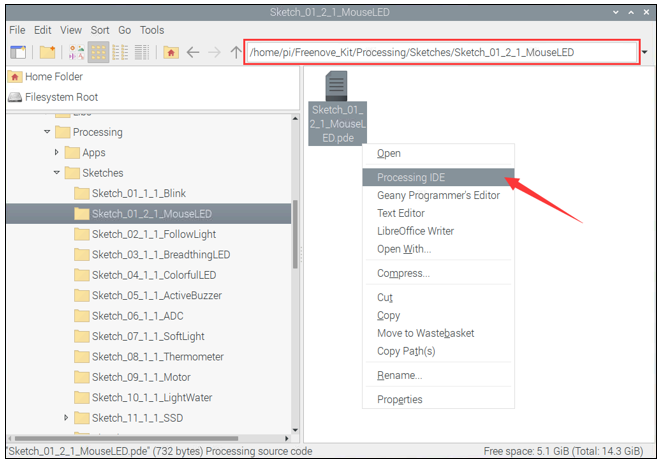 Sketch_01_2_1_MouseLED
File Edit View Sort Go Tools
/home/pi/Freenove_Kit/Processing/Sketches/Sketch_01_2_1_MouseLED
Home Folder
Filesystem Root
Processing
Apps
Sketches
Sketch_01_1_1_Blink
Sketch_01_2_1_MouseLED
Sketch_02_1_1_FollowLight
Sketch_03_1_1_BreadthingLED
Sketch_04_1_1_ColorfulLED
Sketch_05_1_1_ActiveBuzzer
Sketch_06_1_1_ADC
Sketch_07_1_1_SoftLight
Sketch_08_1_1_Thermometer
Sketch_09_1_1_Motor
Sketch_10_1_1_LightWater
Sketch_11_1_1_SSD
Sketch_01_
2_1_MouseL
ED.pde
Open
Processing IDE
Geany Programmer's Editor
Text Editor
LibreOffice Writer
Open With...
Compress...
Cut
Copy
Move to Wastebasket
Copy Path(s)
Rename...
Properties
"Sketch_01_2_1_MouseLED.pde" (732 bytes) Processing source code
Free space: 5.1 GiB (Total: 14.3 GiB)